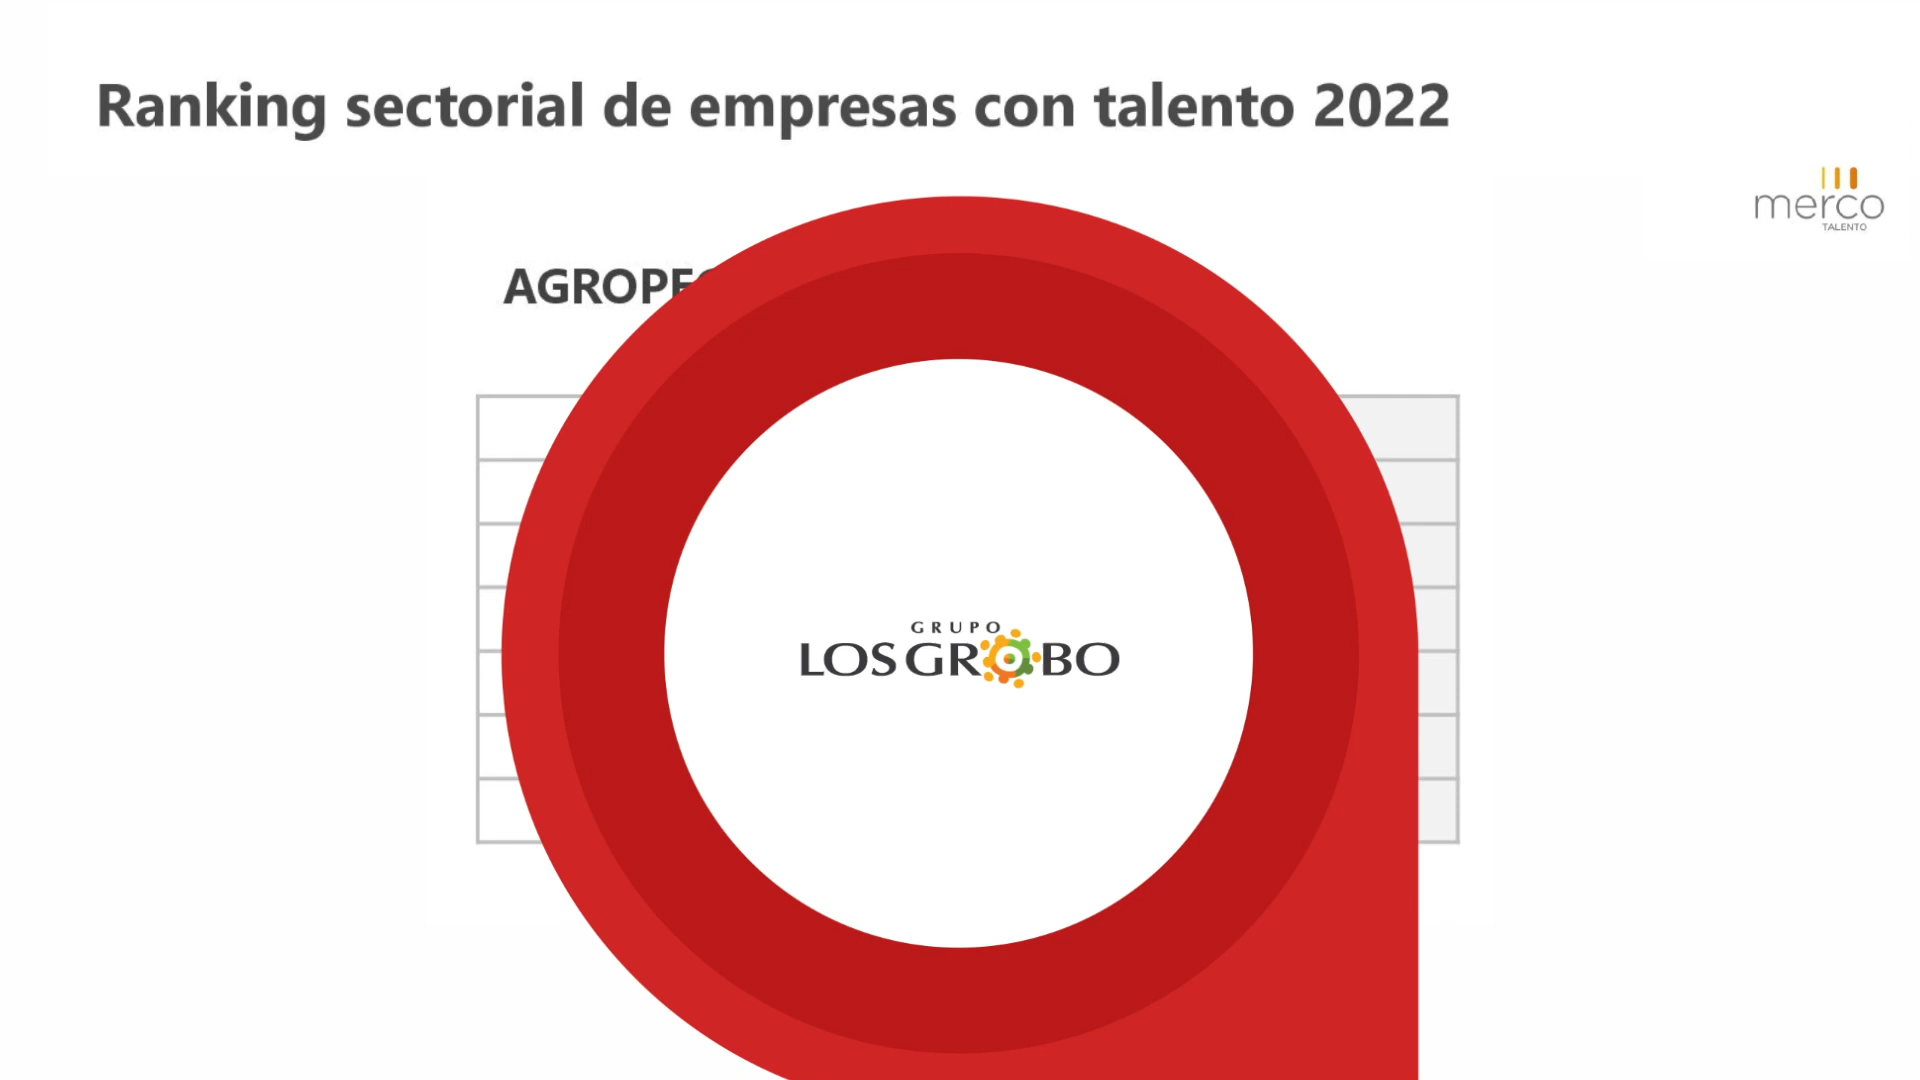 Ranking sectorial de empresas con talento 2022
merco
TALENTO
GRUPO
LOS GROBO